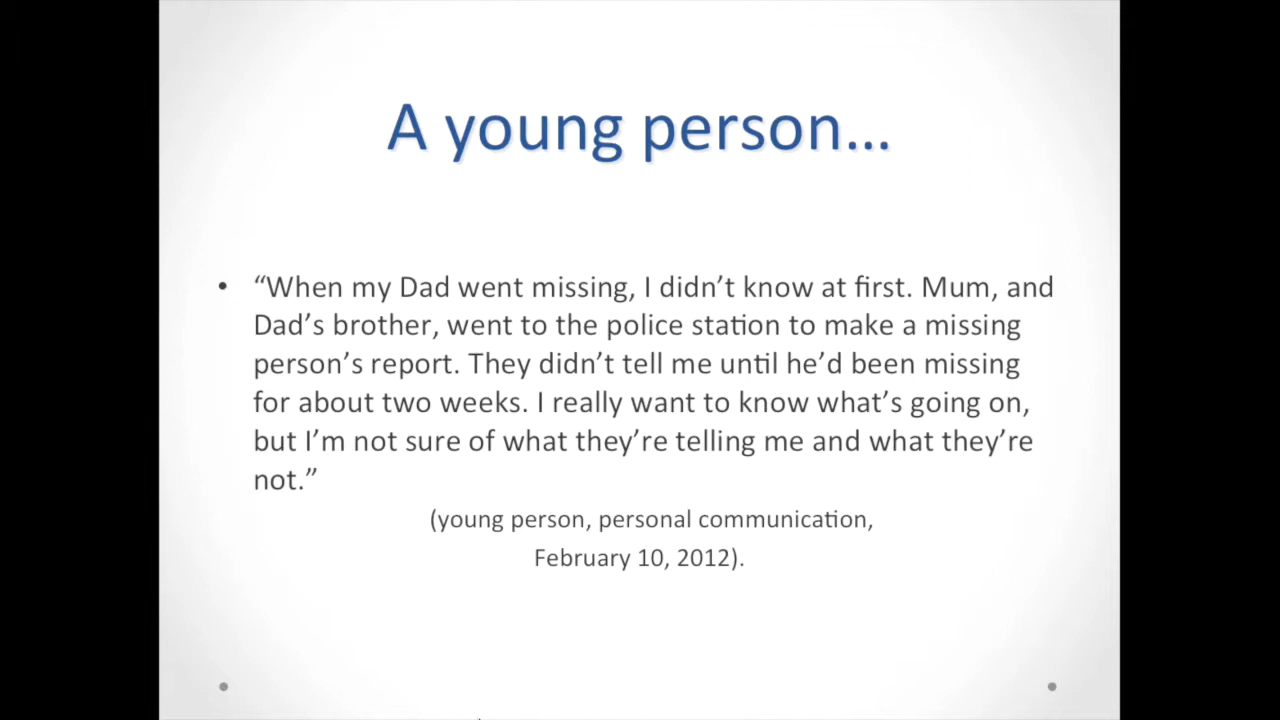 A young person...
• “When my Dad went missing, I didn’t know at first. Mum, and
Dad’s brother, went to the police station to make a missing
person’s report. They didn’t tell me until he’d been missing
for about two weeks. I really want to know what’s going on,
but I’m not sure of what they’re telling me and what they’re
not.”
(young person, personal communication,
February 10, 2012).